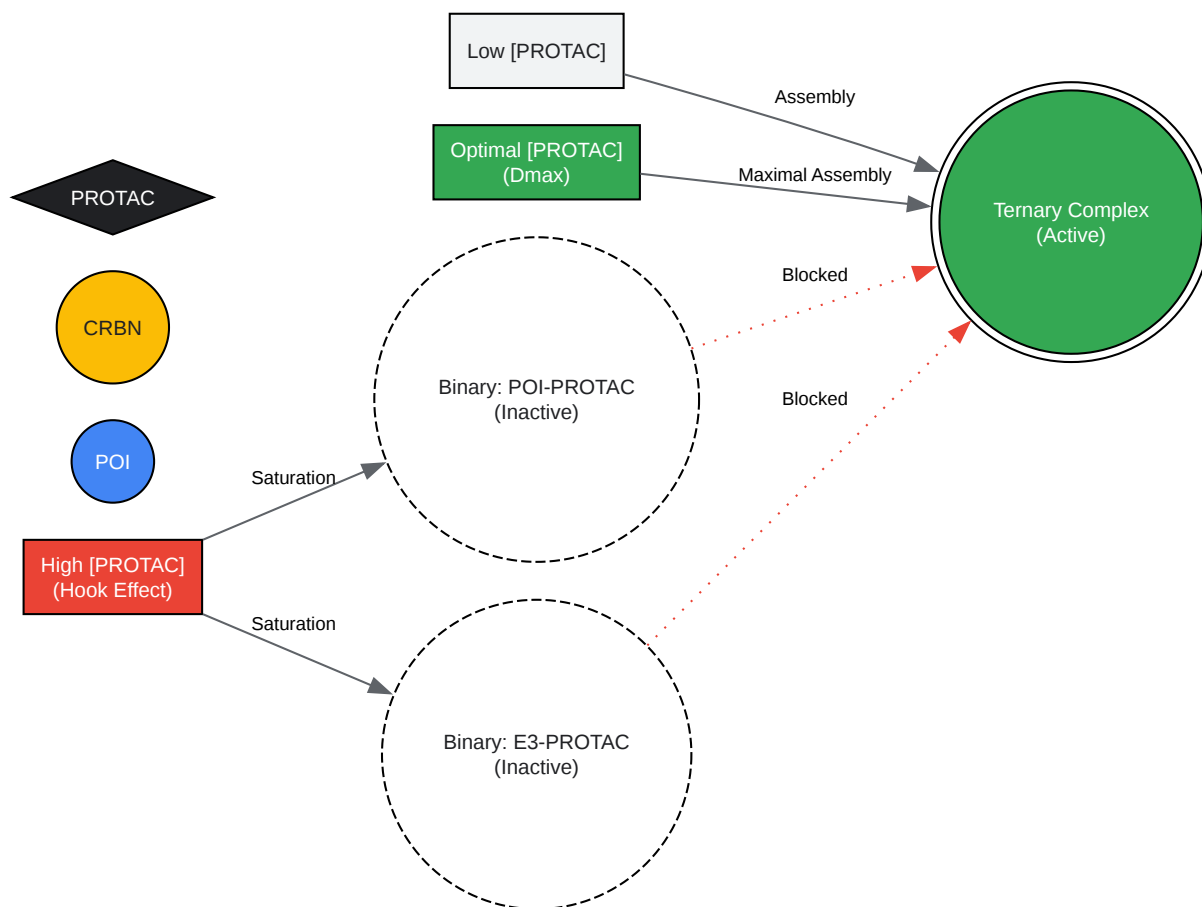 Low [PROTAC]
Assembly
Optimal [PROTAC]
(Dmax)
Maximal Assembly
PROTAC
Ternary Complex
(Active)
Blocked
CRBN
Binary: POI-PROTAC
(Inactive)
Blocked
POI
Saturation
High [PROTAC]
(Hook Effect)
Saturation
Binary: E3-PROTAC
(Inactive)